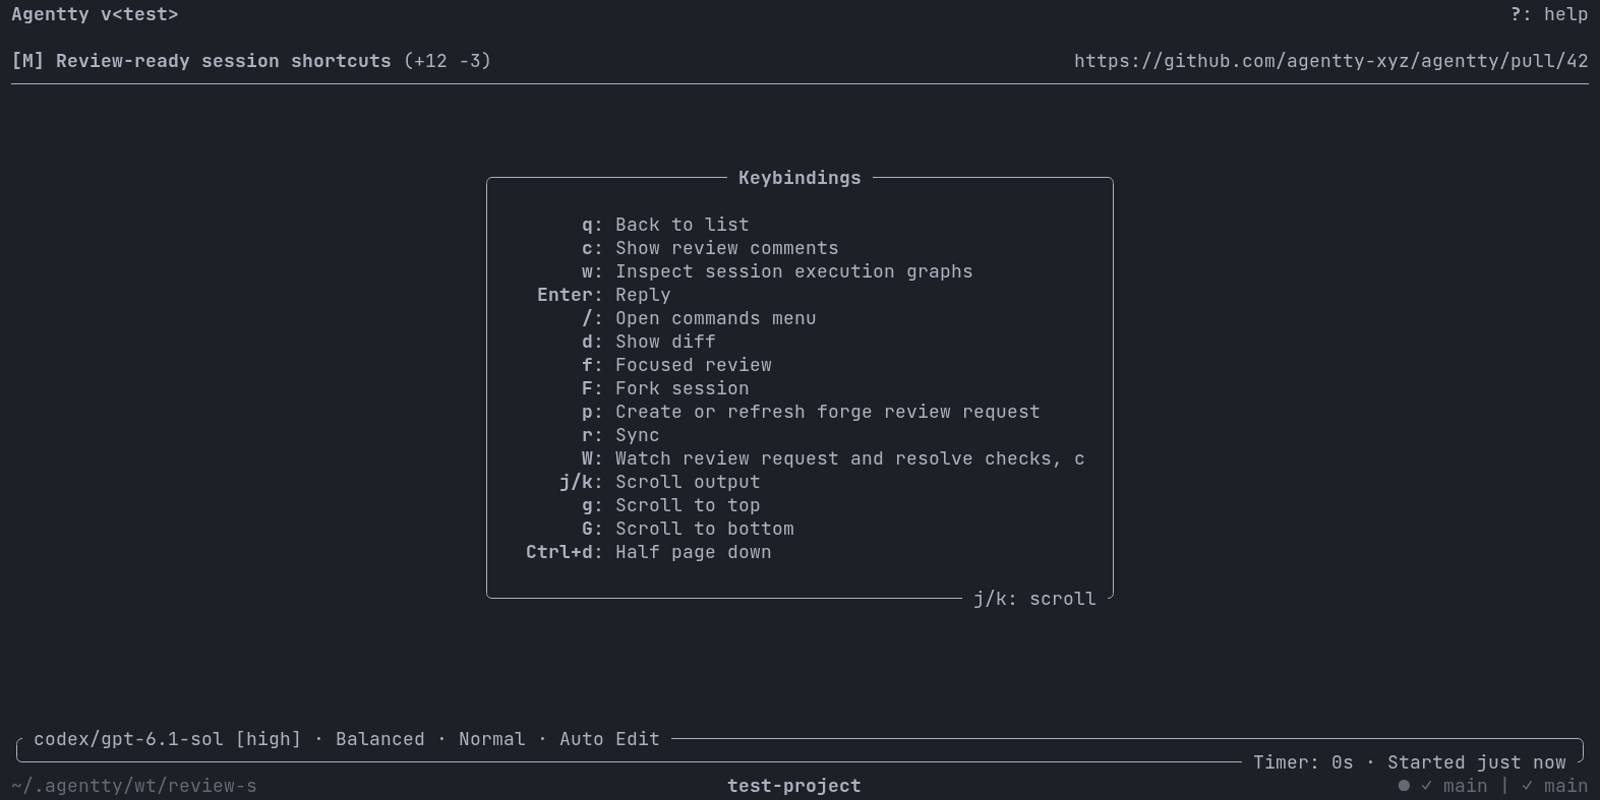 Agentty v<test> ?: help
[M] Review-ready session shortcuts (+12 -3) https://github.com/agentty-xyz/agentty/pull/42
Keybindings
q: Back to list
c: Show review comments
w: Inspect session execution graphs
Enter: Reply
/: Open commands menu
d: Show diff
f: Focused review
F: Fork session
p: Create or refresh forge review request
r: Sync
W: Watch review request and resolve checks, c
j/k: Scroll output
g: Scroll to top
G: Scroll to bottom
Ctrl+d: Half page down
j/k: scroll
codex/gpt-6.1-sol [high] · Balanced · Normal · Auto Edit
Timer: 0s · Started just now
~/.agentty/wt/review-s test-project ● ✓ main | ✓ main